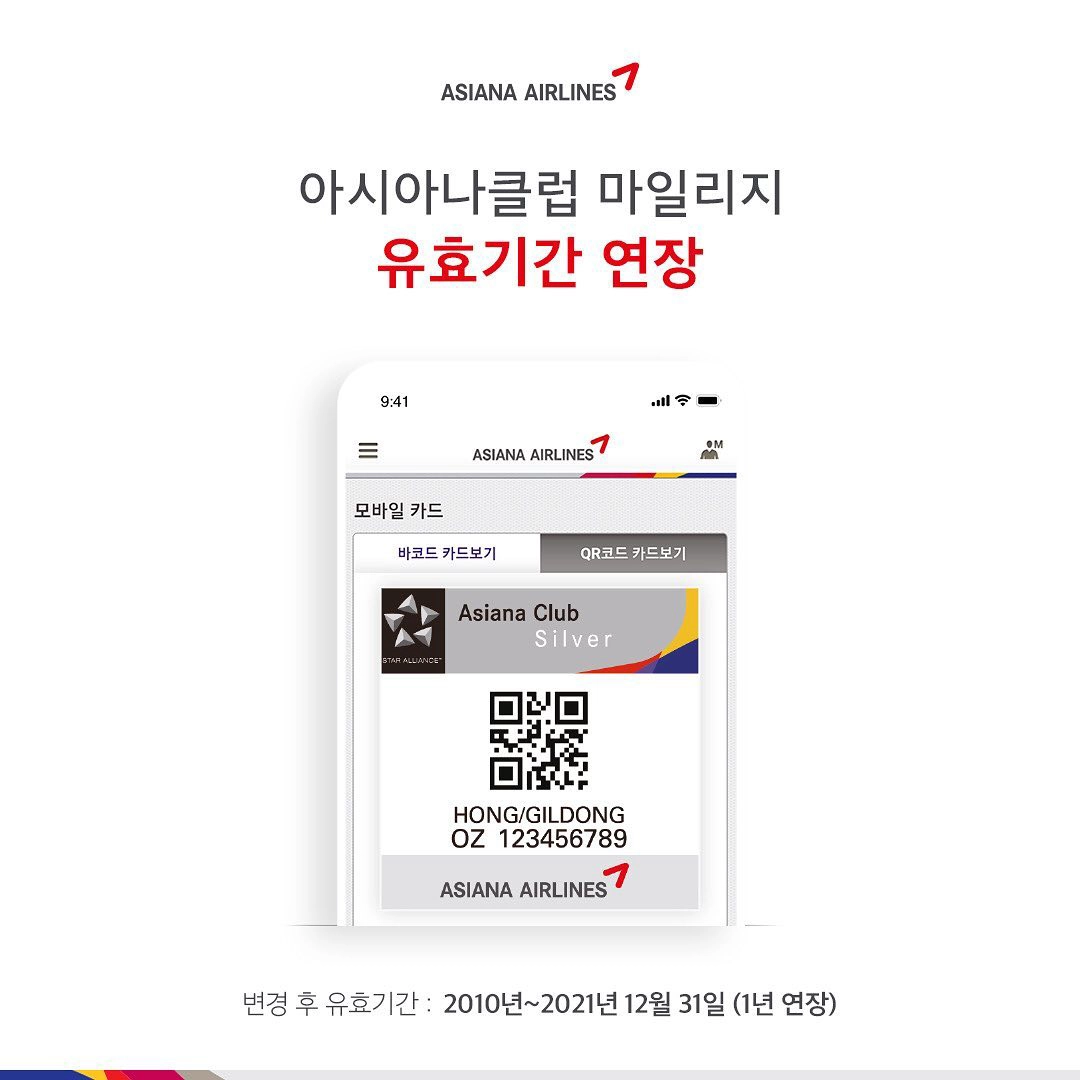 ASIANA AIRLINES
아시아나클럽 마일리지
유효기간 연장
9:41
ASIANA AIRLINES
M
모바일 카드
바코드 카드보기
QR코드 카드보기
Asiana Club
Silver
STAR ALLIANCE
HONG/GILDONG
OZ 123456789
ASIANA AIRLINES
변경 후 유효기간 : 2010년~2021년 12월 31일 (1년 연장)